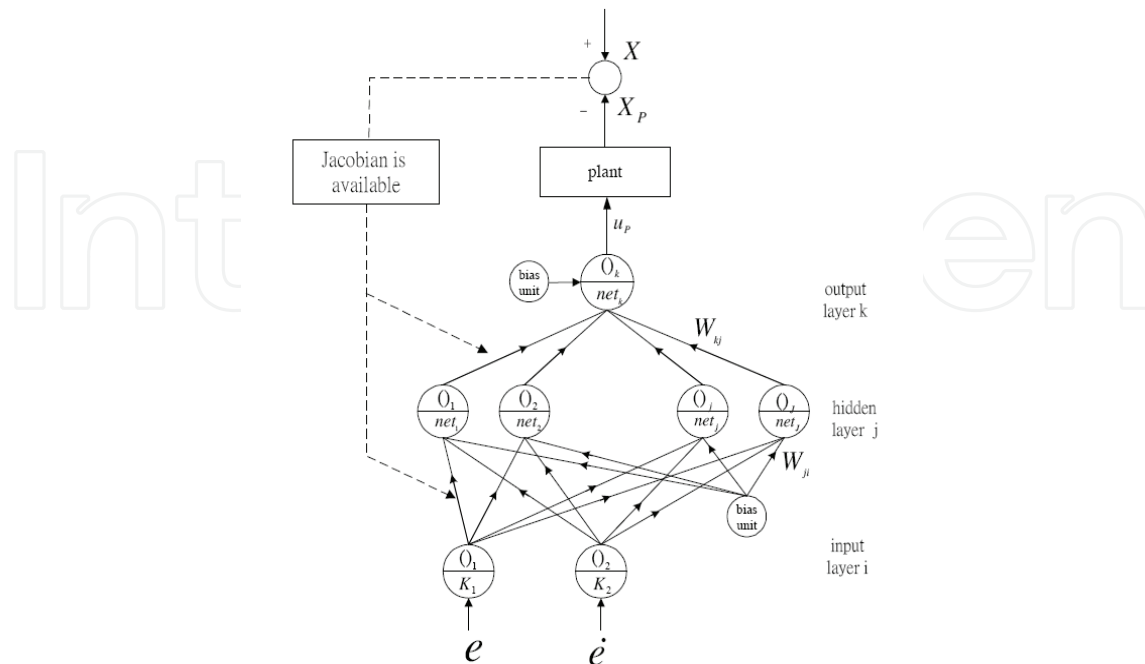 +
X
−
X_P
Jacobian is
available
plant
u_P
bias
unit
O_k
net_k
output
layer k
W_kj
O_1
net_1
O_2
net_2
O_j
net_j
O_J
net_J
hidden
layer j
W_ji
bias
unit
O_1
K_1
O_2
K_2
input
layer i
e
ė